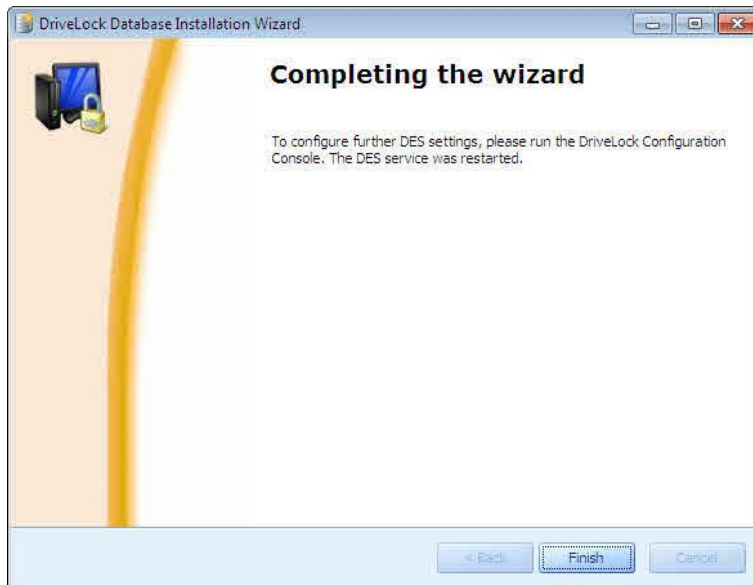 DriveLock Database Installation Wizard
Completing the wizard
To configure further DES settings, please run the DriveLock Configuration
Console. The DES service was restarted.
< Back Finish Cancel